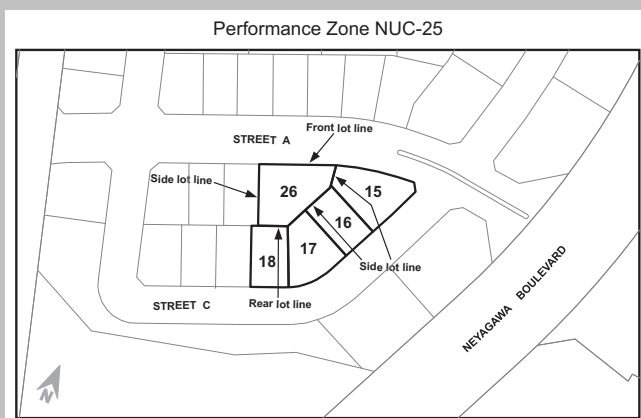 Performance Zone NUC-25
STREET A
Front lot line
Side lot line
26
15
16
17
18
Side lot line
Rear lot line
STREET C
NEYAGAWA BOULEVARD
N